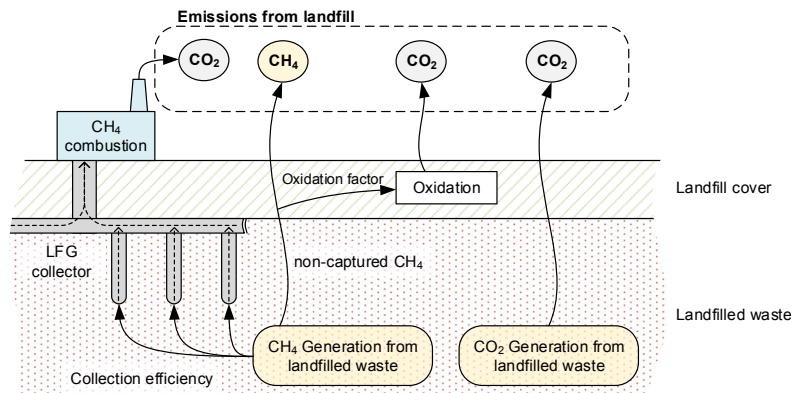 Emissions from landfill
CO₂
CH₄
CO₂
CO₂
CH₄
combustion
Oxidation factor
Oxidation
Landfill cover
LFG
collector
non-captured CH₄
Landfilled waste
CH₄ Generation from
landfilled waste
CO₂ Generation from
landfilled waste
Collection efficiency